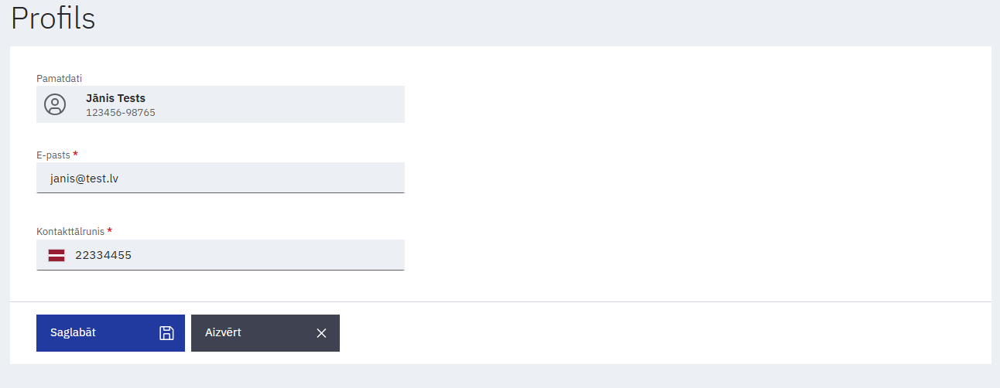 Profils
Pamatdati
Jānis Tests
123456-98765
E-pasts *
janis@test.lv
Kontakttālrunis *
22334455
Saglabāt
Aizvērt